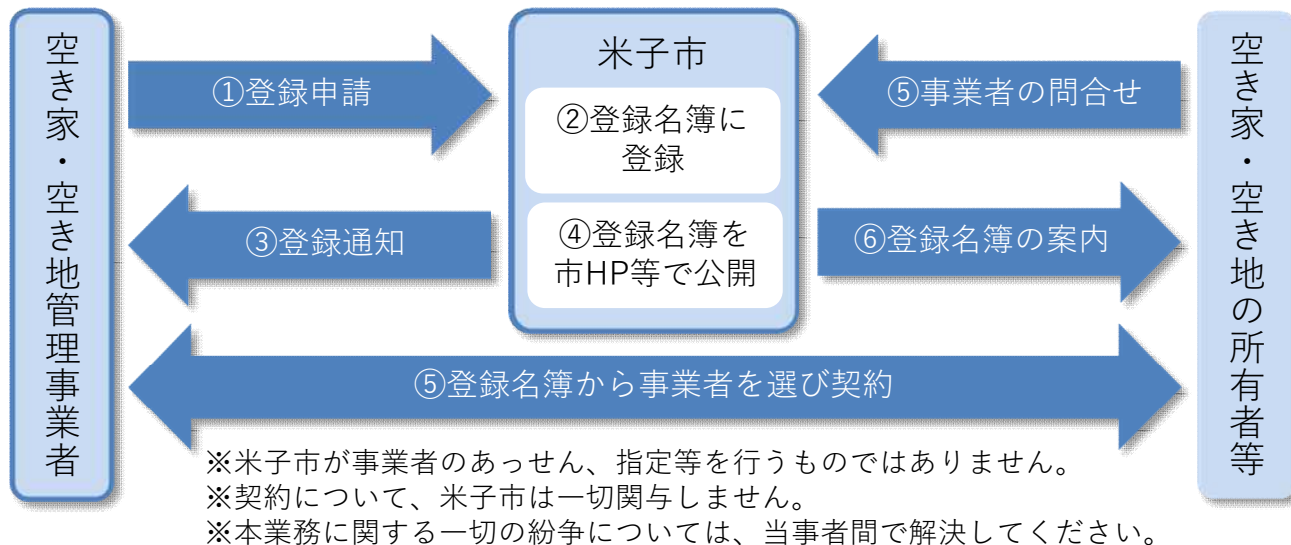 空き家・空き地管理事業者
①登録申請
米子市
②登録名簿に
登録
③登録通知
④登録名簿を
市HP等で公開
⑤事業者の問合せ
⑥登録名簿の案内
空き家・空き地の所有者等
⑤登録名簿から事業者を選び契約
※米子市が事業者のあっせん、指定等を行うものではありません。
※契約について、米子市は一切関与しません。
※本業務に関する一切の紛争については、当事者間で解決してください。